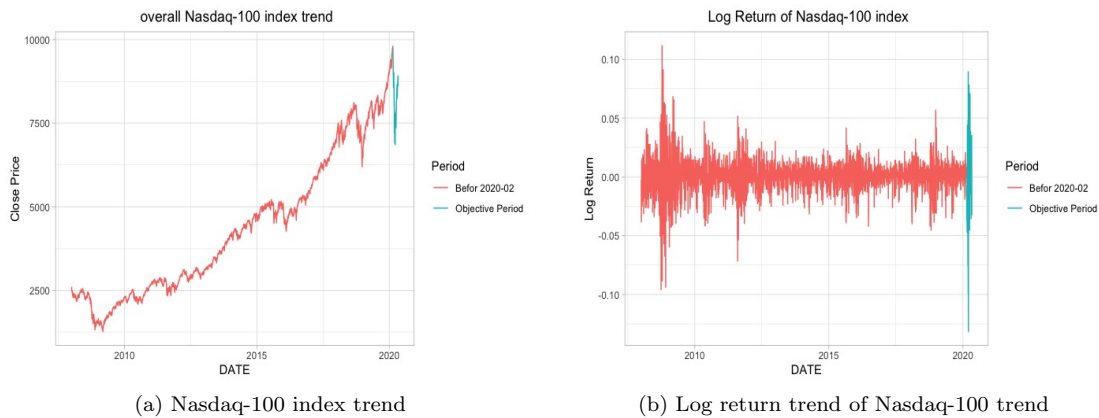 overall Nasdaq-100 index trend
10000
7500
5000
2500
Close Price
2010
2015
2020
DATE
Period
Befor 2020-02
Objective Period
(a) Nasdaq-100 index trend
Log Return of Nasdaq-100 index
0.10
0.05
0.00
-0.05
-0.10
Log Return
2010
2015
2020
DATE
Period
Befor 2020-02
Objective Period
(b) Log return trend of Nasdaq-100 trend